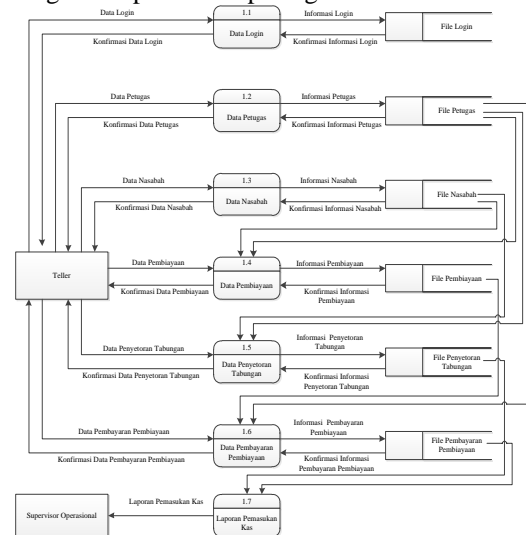 Data Login
1.1
Informasi Login
Konfirmasi Data Login
Data Login
Konfirmasi Informasi Login
File Login
Data Petugas
1.2
Informasi Petugas
Konfirmasi Data Petugas
Data Petugas
Konfirmasi Informasi Petugas
File Petugas
Data Nasabah
1.3
Informasi Nasabah
Konfirmasi Data Nasabah
Data Nasabah
Konfirmasi Informasi Nasabah
File Nasabah
Teller
Data Pembiayaan
1.4
Informasi Pembiayaan
Konfirmasi Data Pembiayaan
Data Pembiayaan
Konfirmasi Informasi
Pembiayaan
File Pembiayaan
Data Penyetoran Tabungan
1.5
Informasi Penyetoran
Tabungan
Konfirmasi Data Penyetoran Tabungan
Data Penyetoran
Tabungan
Konfirmasi Informasi
Penyetoran Tabungan
File Penyetoran
Tabungan
Data Pembayaran Pembiayaan
1.6
Informasi Pembayaran
Pembiayaan
Konfirmasi Data Pembayaran Pembiayaan
Data Pembayaran
Pembiayaan
Konfirmasi Informasi
Pembayaran Pembiayaan
File Pembayaran
Pembiayaan
Supervisor Operasional
Laporan Pemasukan Kas
1.7
Laporan Pemasukan
Kas